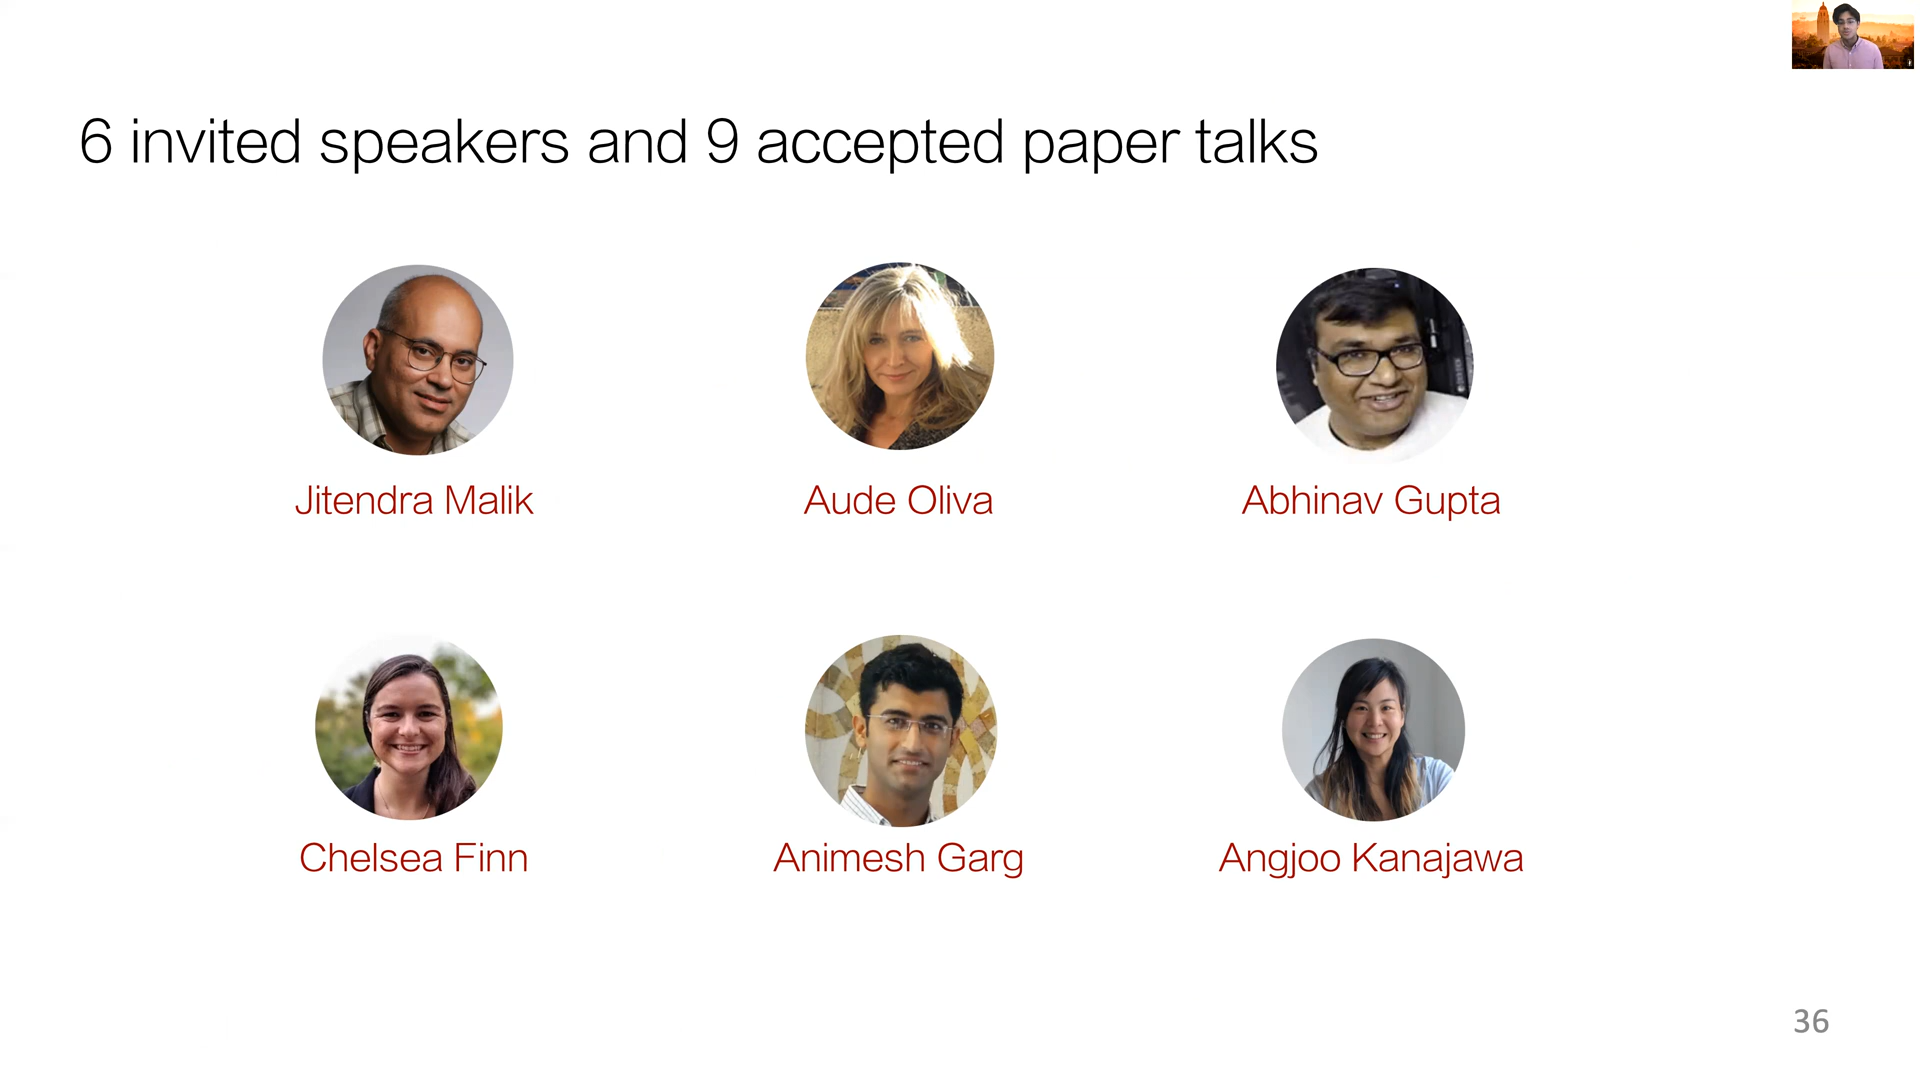 6 invited speakers and 9 accepted paper talks
Jitendra Malik
Aude Oliva
Abhinav Gupta
Chelsea Finn
Animesh Garg
Angjoo Kanajawa
36